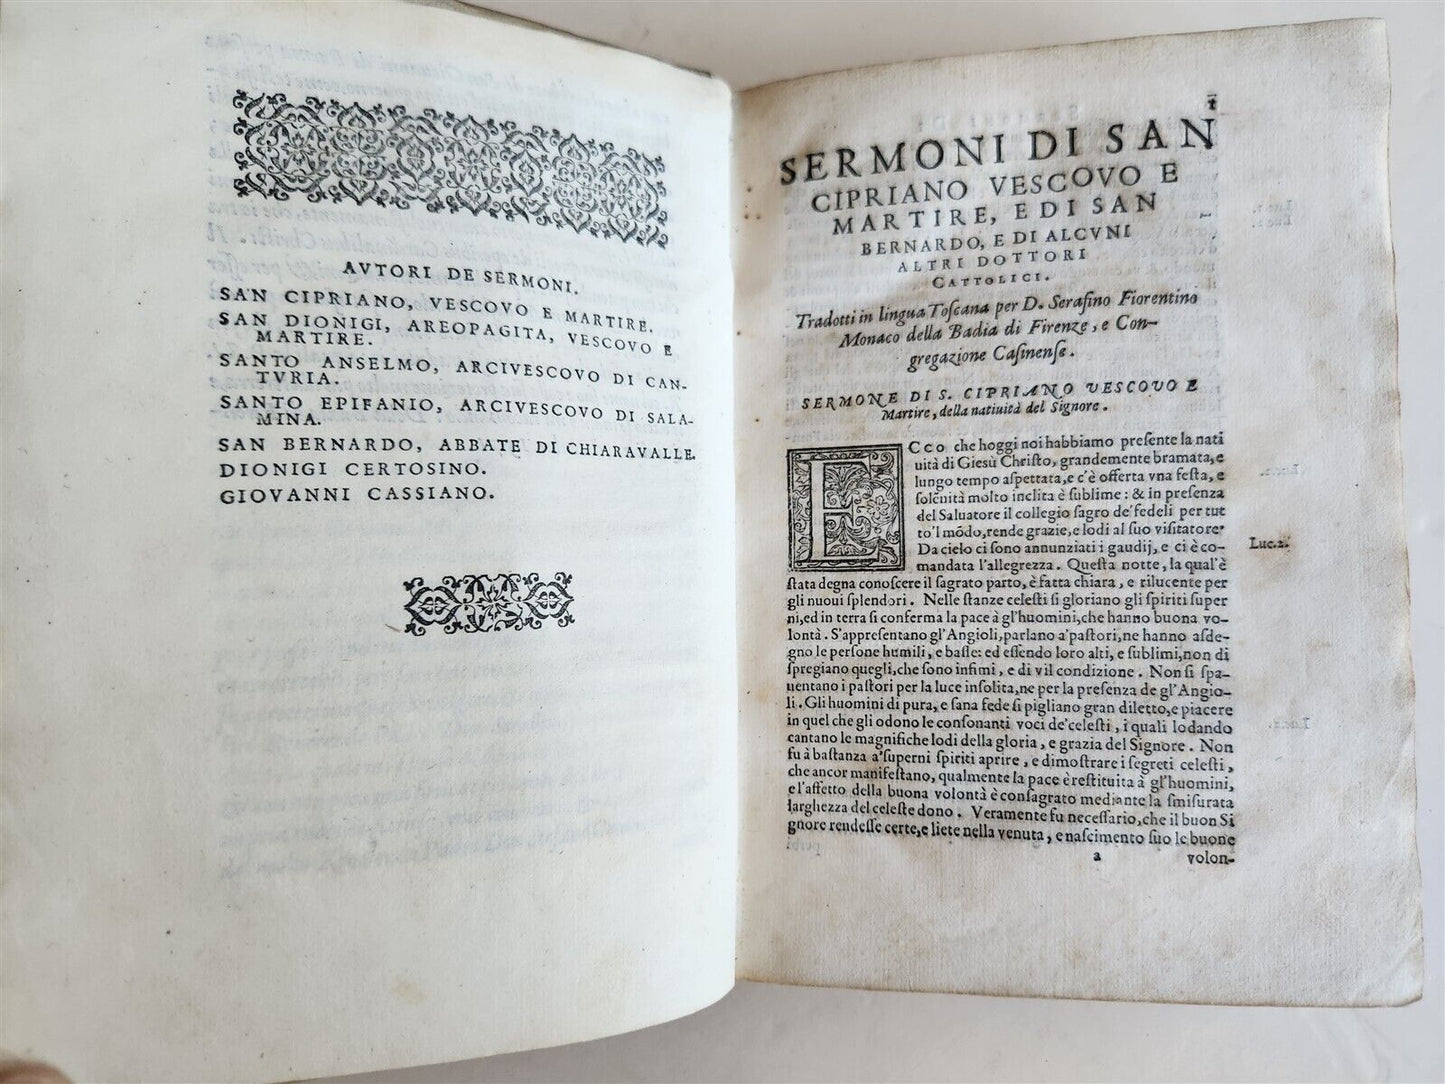 AVTORI DE SERMONI.
SAN CIPRIANO, VESCOVO E MARTIRE.
SAN DIONIGI, AREOPAGITA, VESCOVO E
MARTIRE.
SANTO ANSELMO, ARCIVESCOVO DI CAN-
TVRIA.
SANTO EPIFANIO, ARCIVESCOVO DI SALA-
MINA.
SAN BERNARDO, ABBATE DI CHIARAVALLE.
DIONIGI CERTOSINO.
GIOVANNI CASSIANO.
1
SERMONI DI SAN
CIPRIANO VESCOVO E
MARTIRE, E DI SAN
BERNARDO, E DI ALCVNI
ALTRI DOTTORI
CATTOLICI.
Tradotti in lingua Toſcana per D. Serafino Fiorentino
Monaco della Badia di Firenze, e Con-
gregazione Caſinenſe.
SERMONE DI S. CIPRIANO VESCOVO E
Martire, della natiuità del Signore.
ECCO che hoggi noi habbiamo preſente la nati
uità di Gieſù Chriſto, grandemente bramata, e
lungo tempo aſpettata, e c'è offerta vna feſta, e
ſolẽnità molto inclita è ſublime: & in preſenza
del Saluatore il collegio ſagro de' fedeli per tut
to'l mõdo, rende grazie, e lodi al ſuo viſitatore.
Da cielo ci ſono annunziati i gaudij, e ci è co-
mandata l'allegrezza. Queſta notte, la qual'è
ſtata degna conoſcere il ſagrato parto, è fatta chiara, e rilucente per
gli nuoui ſplendori. Nelle ſtanze celeſti ſi gloriano gli ſpiriti ſuper
ni, ed in terra ſi conferma la pace à gl'huomini, che hanno buona vo-
lontà. S'appreſentano gl'Angioli, parlano a' paſtori, ne hanno aſde-
gno le perſone humili, e baſſe: ed eſſendo loro alti, e ſublimi, non di
ſpregiano quegli, che ſono infimi, e di vil condizione. Non ſi ſpa-
uentano i paſtori per la luce inſolita, ne per la preſenza de gl'Angio-
li. Gli huomini di pura, e ſana fede ſi pigliano gran diletto, e piacere
in quel che gli odono le conſonanti voci de' celeſti, i quali lodando
cantano le magnifiche lodi della gloria, e grazia del Signore. Non
fu à baſtanza a' ſuperni ſpiriti aprire, e dimoſtrare i ſegreti celeſti,
che ancor manifeſtano, qualmente la pace è reſtituita à gl'huomini,
e l'affetto della buona volontà è conſagrato mediante la ſmiſurata
larghezza del celeſte dono. Veramente fu neceſſario, che il buon Si
gnore rendeſſe certe, e liete nella venuta, e naſcimento ſuo le buone
a
volon-
Luc.2.